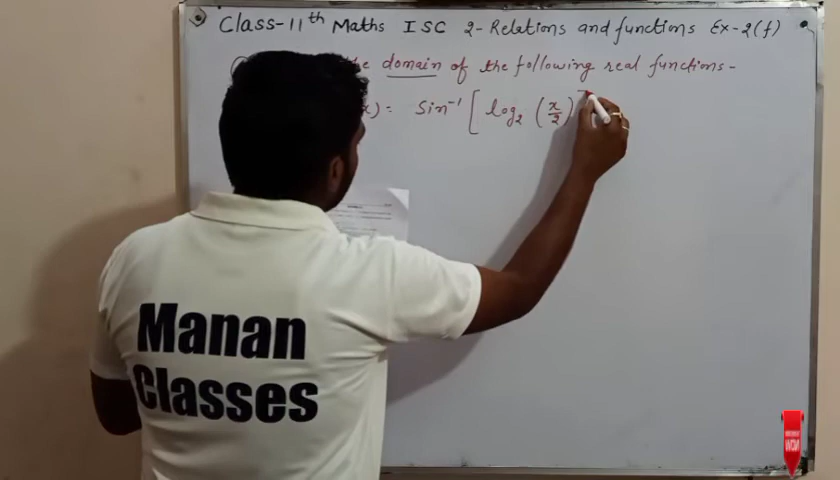 Class-11th Maths ISC 2-Relations and functions Ex-2(f)
domain of the following real functions-
x) = Sin⁻¹ [ log₂ (x/2)
Manan
Classes